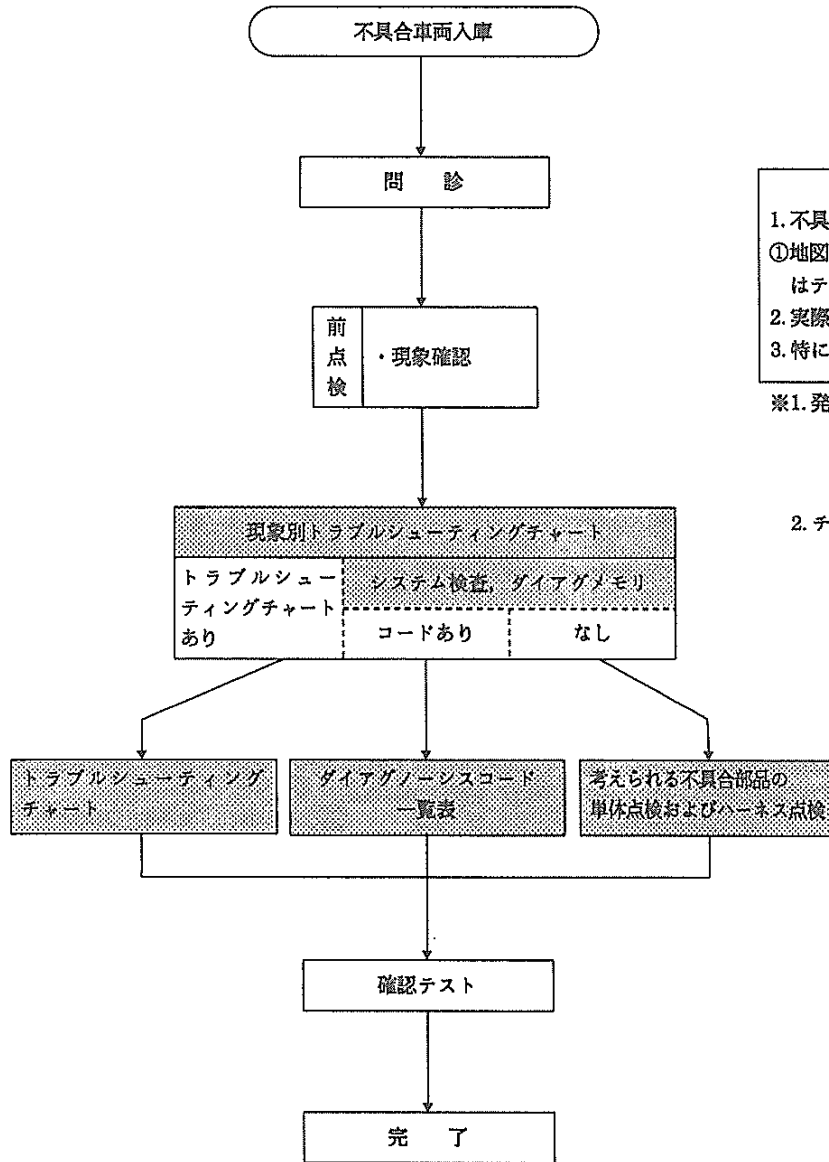 不具合車両入庫
問　診
前
点
検
・現象確認
1. 不具
①地図
はテ
2. 実際
3. 特に
※1. 発
2. チ
現象別トラブルシューティングチャート
トラブルシュー
ティングチャート
あり
システム検査，ダイアグメモリ
コードあり
なし
トラブルシューティング
チャート
ダイアグノーシスコード
一覧表
考えられる不具合部品の
単体点検およびハーネス点検
確認テスト
完　了